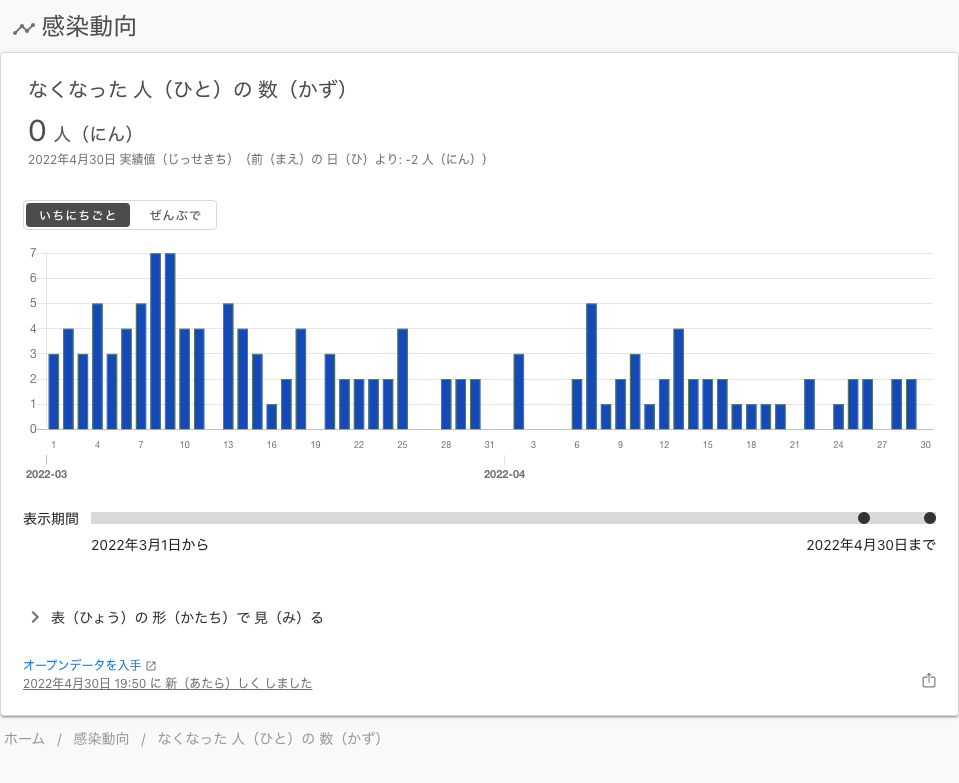 感染動向
なくなった 人（ひと）の 数（かず）
0 人（にん）
2022年4月30日 実績値（じっせきち）（前（まえ）の 日（ひ）より: -2 人（にん））
いちにちごと ぜんぶで
7
6
5
4
3
2
1
0
1 4 7 10 13 16 19 22 25 28 31 3 6 9 12 15 18 21 24 27 30
2022-03 2022-04
表示期間
2022年3月1日から 2022年4月30日まで
表（ひょう）の 形（かたち）で 見（み）る
オープンデータを入手
2022年4月30日 19:50 に 新（あたら）しく しました
ホーム / 感染動向 / なくなった 人（ひと）の 数（かず）